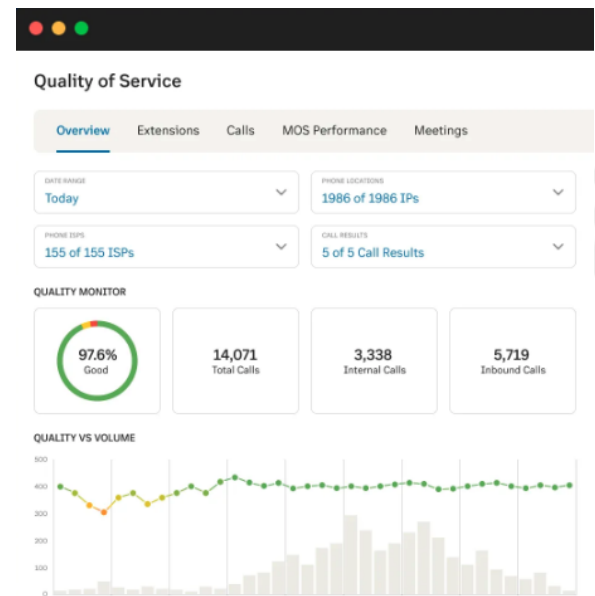 Quality of Service
Overview Extensions Calls MOS Performance Meetings
DATE RANGE
Today
PHONE LOCATIONS
1986 of 1986 IPs
PHONE ISPS
155 of 155 ISPs
CALL RESULTS
5 of 5 Call Results
QUALITY MONITOR
97.6%
Good
14,071
Total Calls
3,338
Internal Calls
5,719
Inbound Calls
QUALITY VS VOLUME
500
400
300
200
100
0